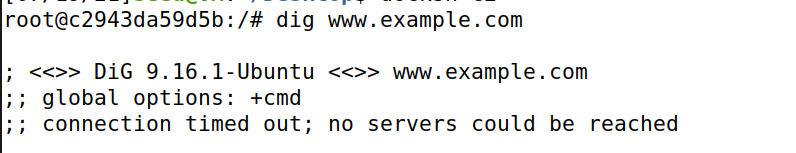 root@c2943da59d5b:/# dig www.example.com
; <<>> DiG 9.16.1-Ubuntu <<>> www.example.com
;; global options: +cmd
;; connection timed out; no servers could be reached